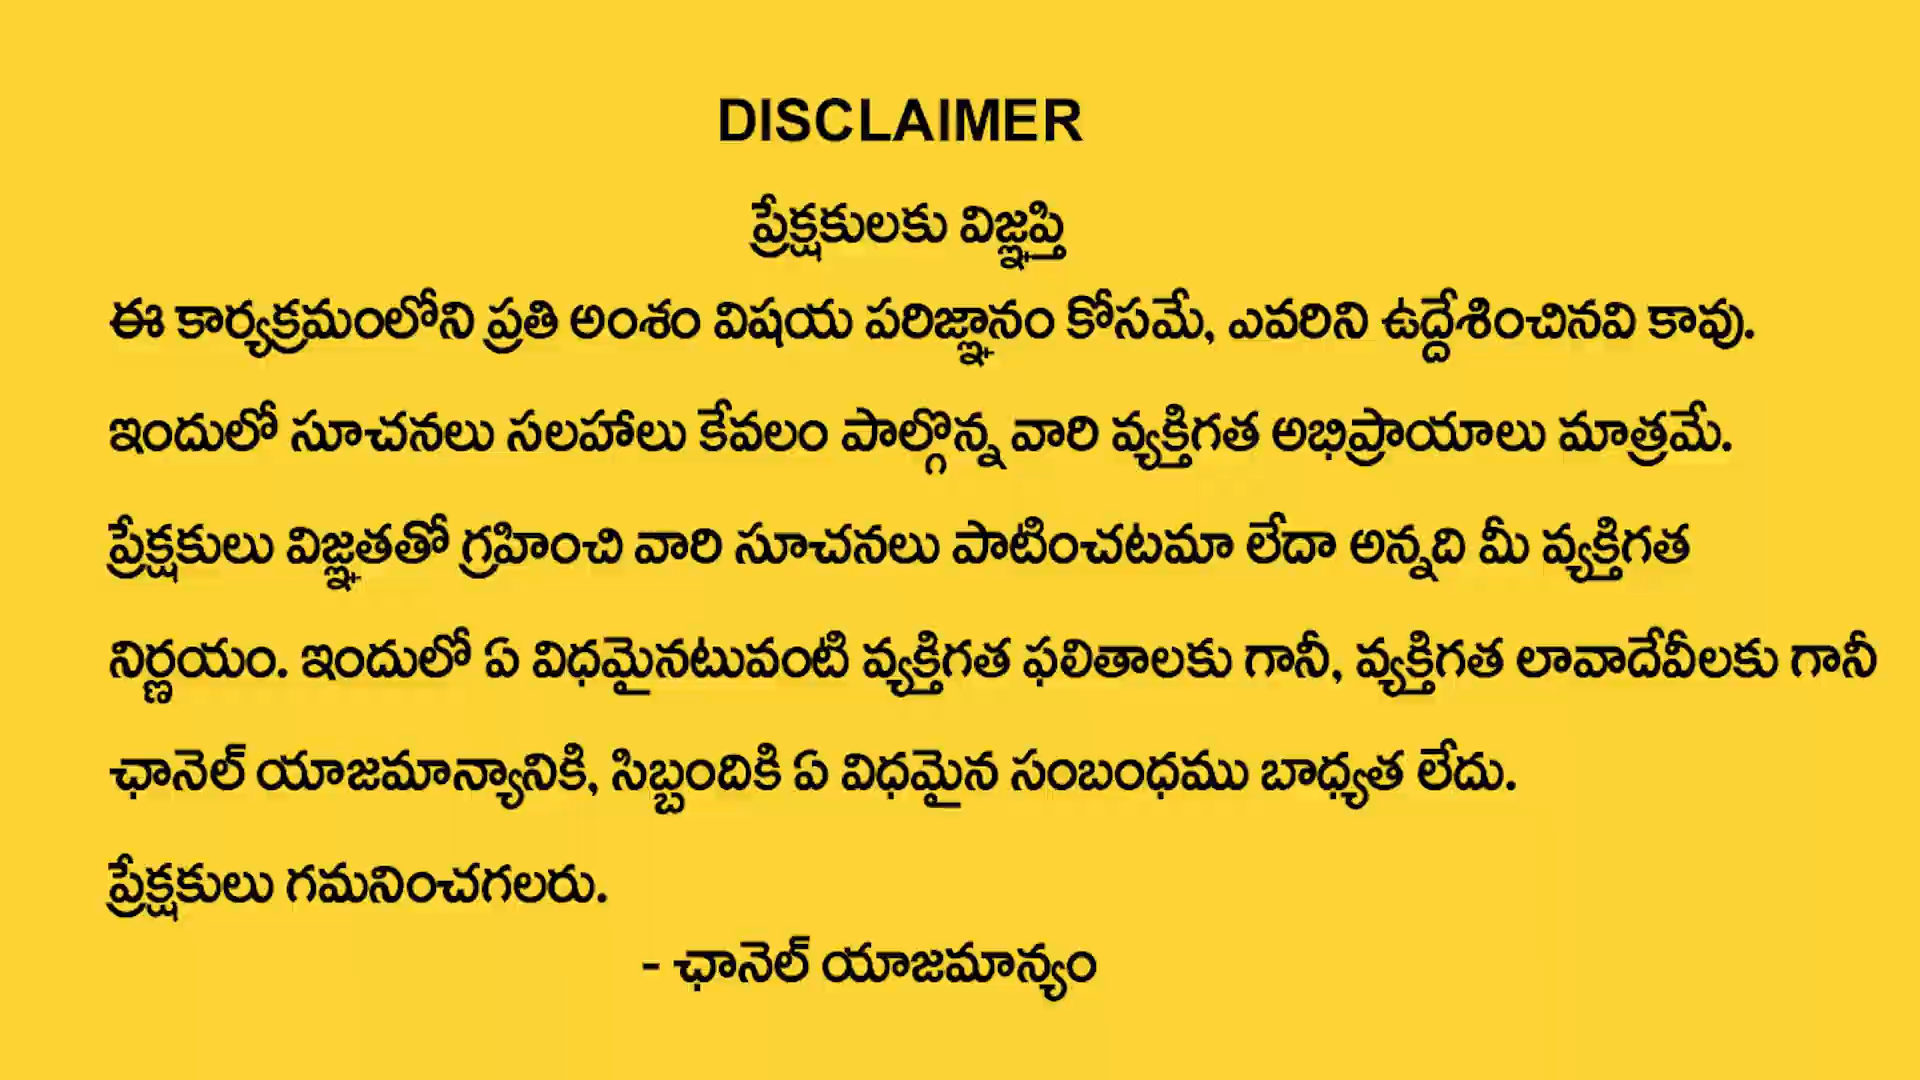 DISCLAIMER
ప్రేక్షకులకు విజ్ఞప్తి
ఈ కార్యక్రమంలోని ప్రతి అంశం విషయ పరిజ్ఞానం కోసమే, ఎవరిని ఉద్దేశించినవి కావు.
ఇందులో సూచనలు సలహాలు కేవలం పాల్గొన్న వారి వ్యక్తిగత అభిప్రాయాలు మాత్రమే.
ప్రేక్షకులు విజ్ఞతతో గ్రహించి వారి సూచనలు పాటించటమా లేదా అన్నది మీ వ్యక్తిగత
నిర్ణయం. ఇందులో ఏ విధమైనటువంటి వ్యక్తిగత ఫలితాలకు గానీ, వ్యక్తిగత లావాదేవీలకు గానీ
ఛానెల్ యాజమాన్యానికి, సిబ్బందికి ఏ విధమైన సంబంధము బాధ్యత లేదు.
ప్రేక్షకులు గమనించగలరు.
- ఛానెల్ యాజమాన్యం